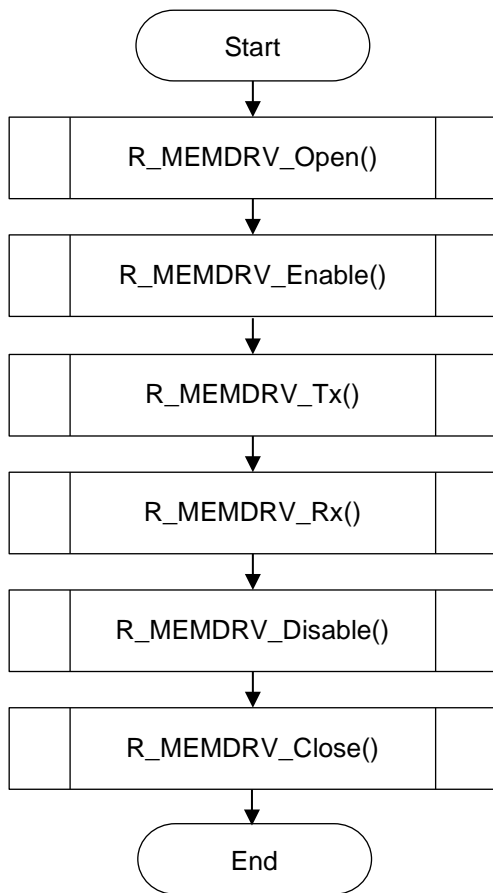 Start
R_MEMDRV_Open()
R_MEMDRV_Enable()
R_MEMDRV_Tx()
R_MEMDRV_Rx()
R_MEMDRV_Disable()
R_MEMDRV_Close()
End